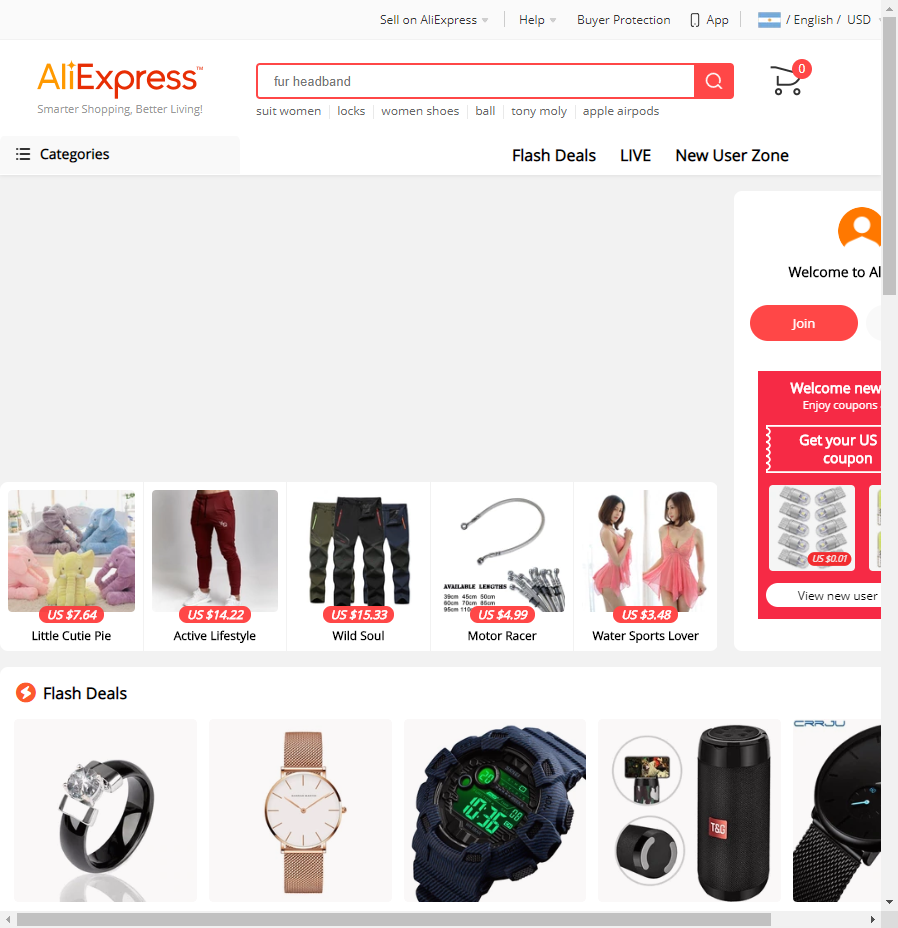 Sell on AliExpress
Help
Buyer Protection
App
/ English / USD
AliExpress™
Smarter Shopping, Better Living!
fur headband
0
suit women
locks
women shoes
ball
tony moly
apple airpods
Categories
Flash Deals
LIVE
New User Zone
Welcome to Al
Join
Welcome new
Enjoy coupons
Get your US
coupon
US $0.01
View new user
US $7.64
Little Cutie Pie
US $14.22
Active Lifestyle
US $15.33
Wild Soul
AVAILABLE LENGTHS
39cm 45cm 50cm
60cm 70cm 86cm
95cm 110
US $4.99
Motor Racer
US $3.48
Water Sports Lover
Flash Deals
10:36
T&G
CRRJU